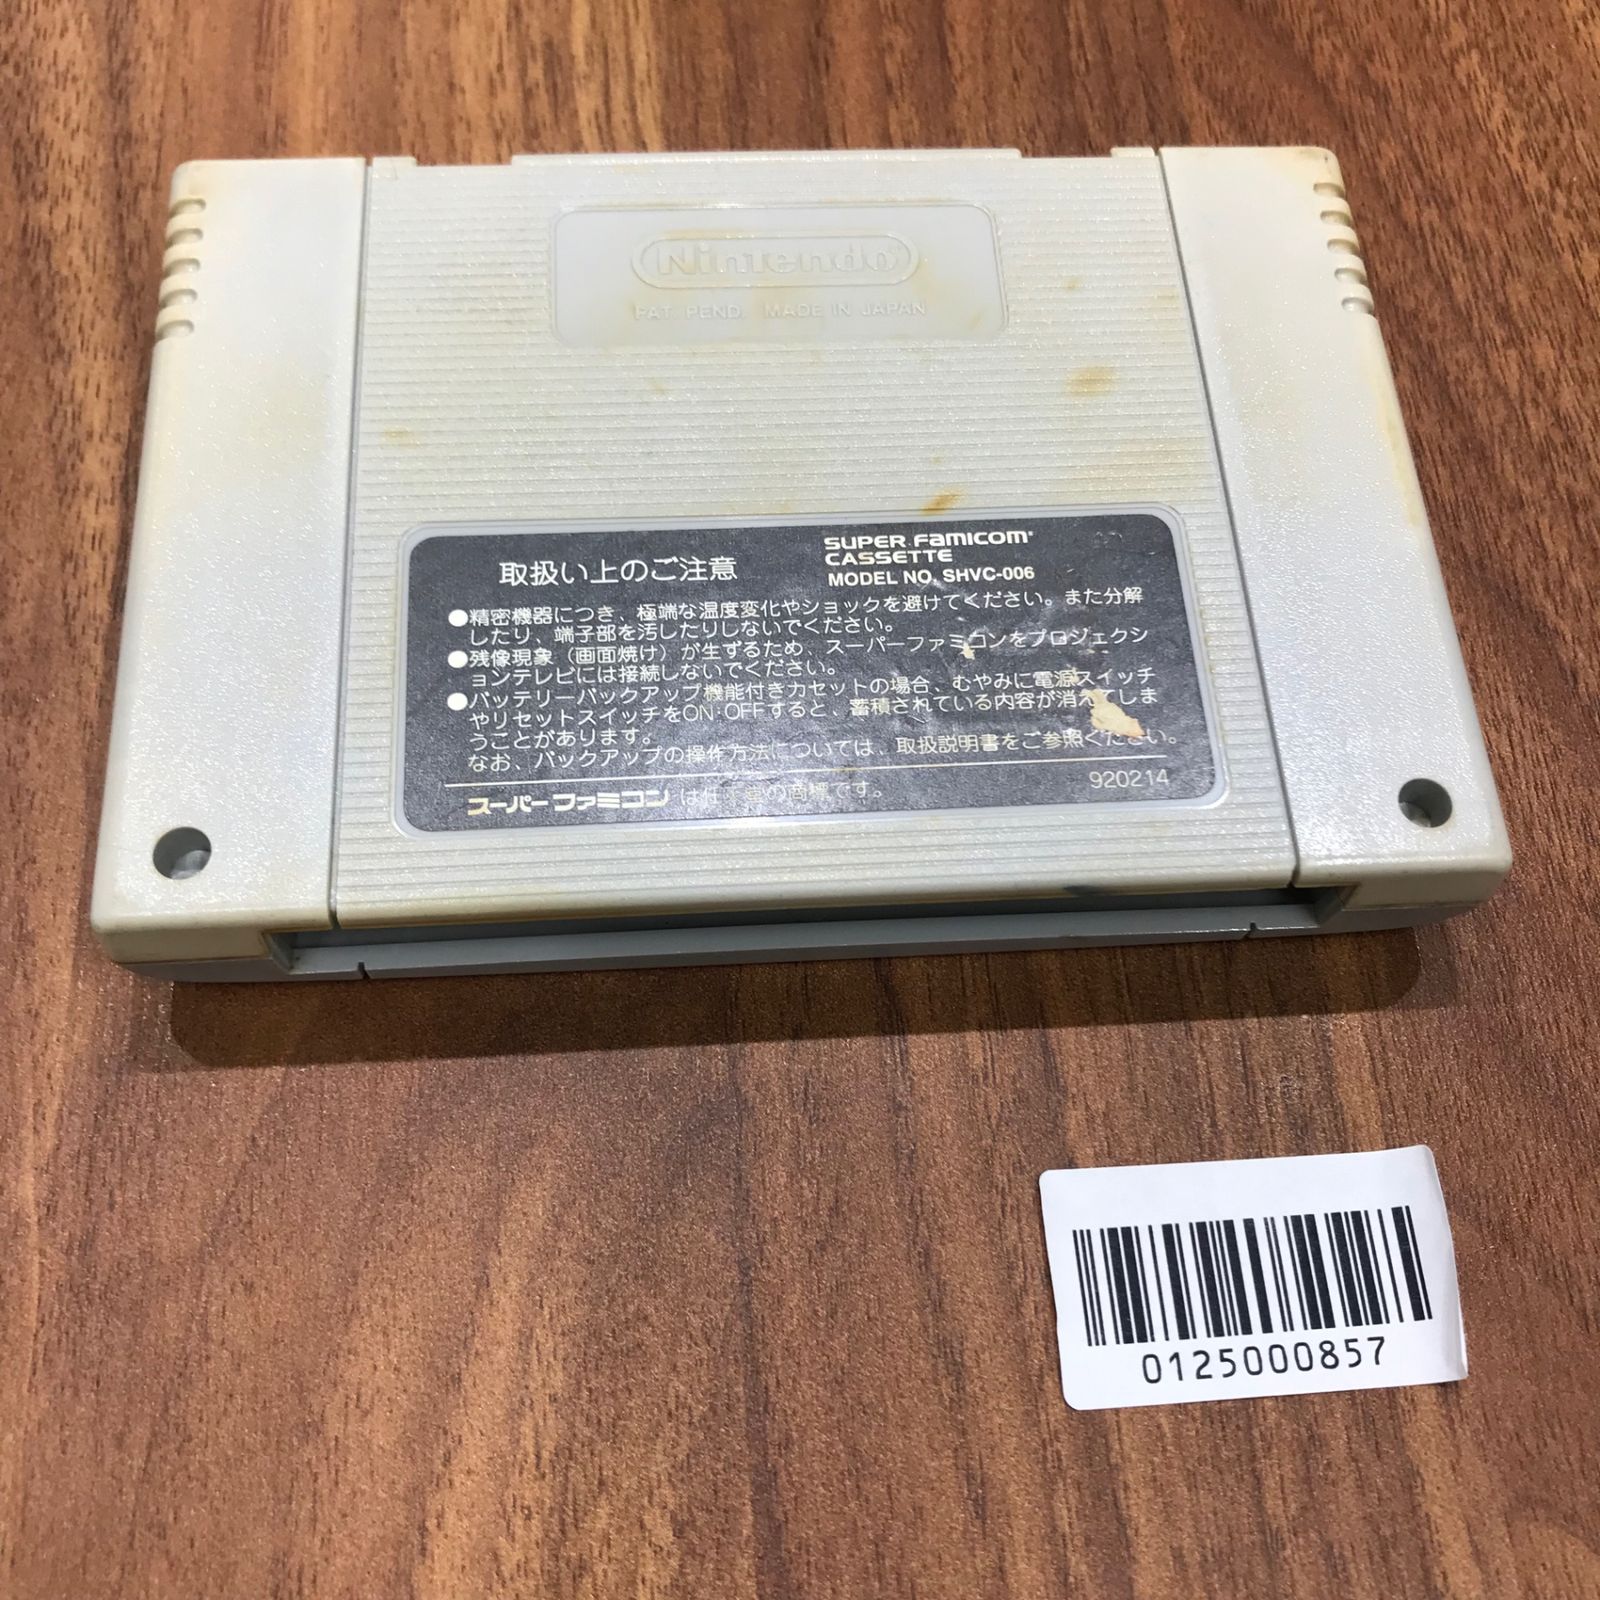 Nintendo®
PAT. PEND. MADE IN JAPAN
取扱い上のご注意
SUPER FAMICOM®
CASSETTE
MODEL NO. SHVC-006
●精密機器につき、極端な温度変化やショックを避けてください。また分解
したり、端子部を汚したりしないでください。
●残像現象(画面焼け)が生ずるため、スーパーファミコンをプロジェクシ
ョンテレビには接続しないでください。
●バッテリーバックアップ機能付きカセットの場合、むやみに電源スイッチ
やリセットスイッチをON・OFFすると、蓄積されている内容が消えてしま
うことがあります。
なお、バックアップの操作方法については、取扱説明書をご参照ください。
スーパーファミコンは任天堂の商標です。
920214
0125000857